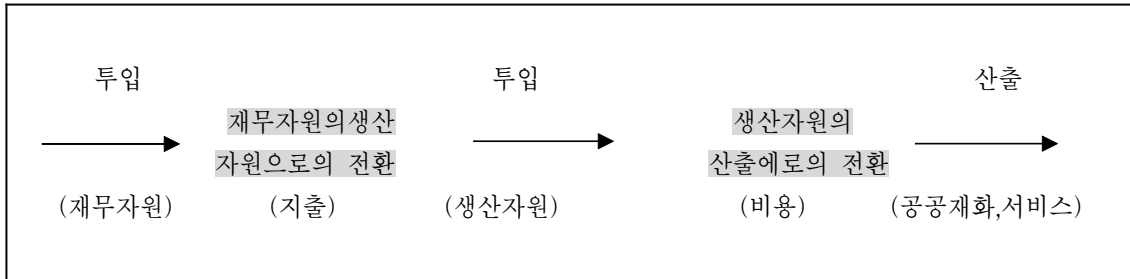 투입 투입 산출
재무자원의생산 생산자원의
자원으로의 전환 산출에로의 전환
(재무자원) (지출) (생산자원) (비용) (공공재화,서비스)